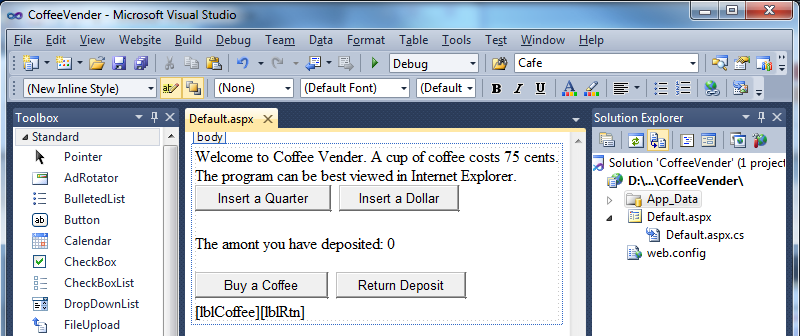 CoffeeVender - Microsoft Visual Studio
File Edit View Website Build Debug Team Data Format Table Tools Test Window Help
Debug Cafe
(New Inline Style) (None) (Default Font) (Default B I U A
Toolbox
Standard
Pointer
AdRotator
BulletedList
Button
Calendar
CheckBox
CheckBoxList
DropDownList
FileUpload
Default.aspx
body
Welcome to Coffee Vender. A cup of coffee costs 75 cents.
The program can be best viewed in Internet Explorer.
Insert a Quarter Insert a Dollar
The amont you have deposited: 0
Buy a Coffee Return Deposit
[lblCoffee][lblRtn]
Solution Explorer
Solution 'CoffeeVender' (1 project
D:\...\CoffeeVender\
App_Data
Default.aspx
Default.aspx.cs
web.config